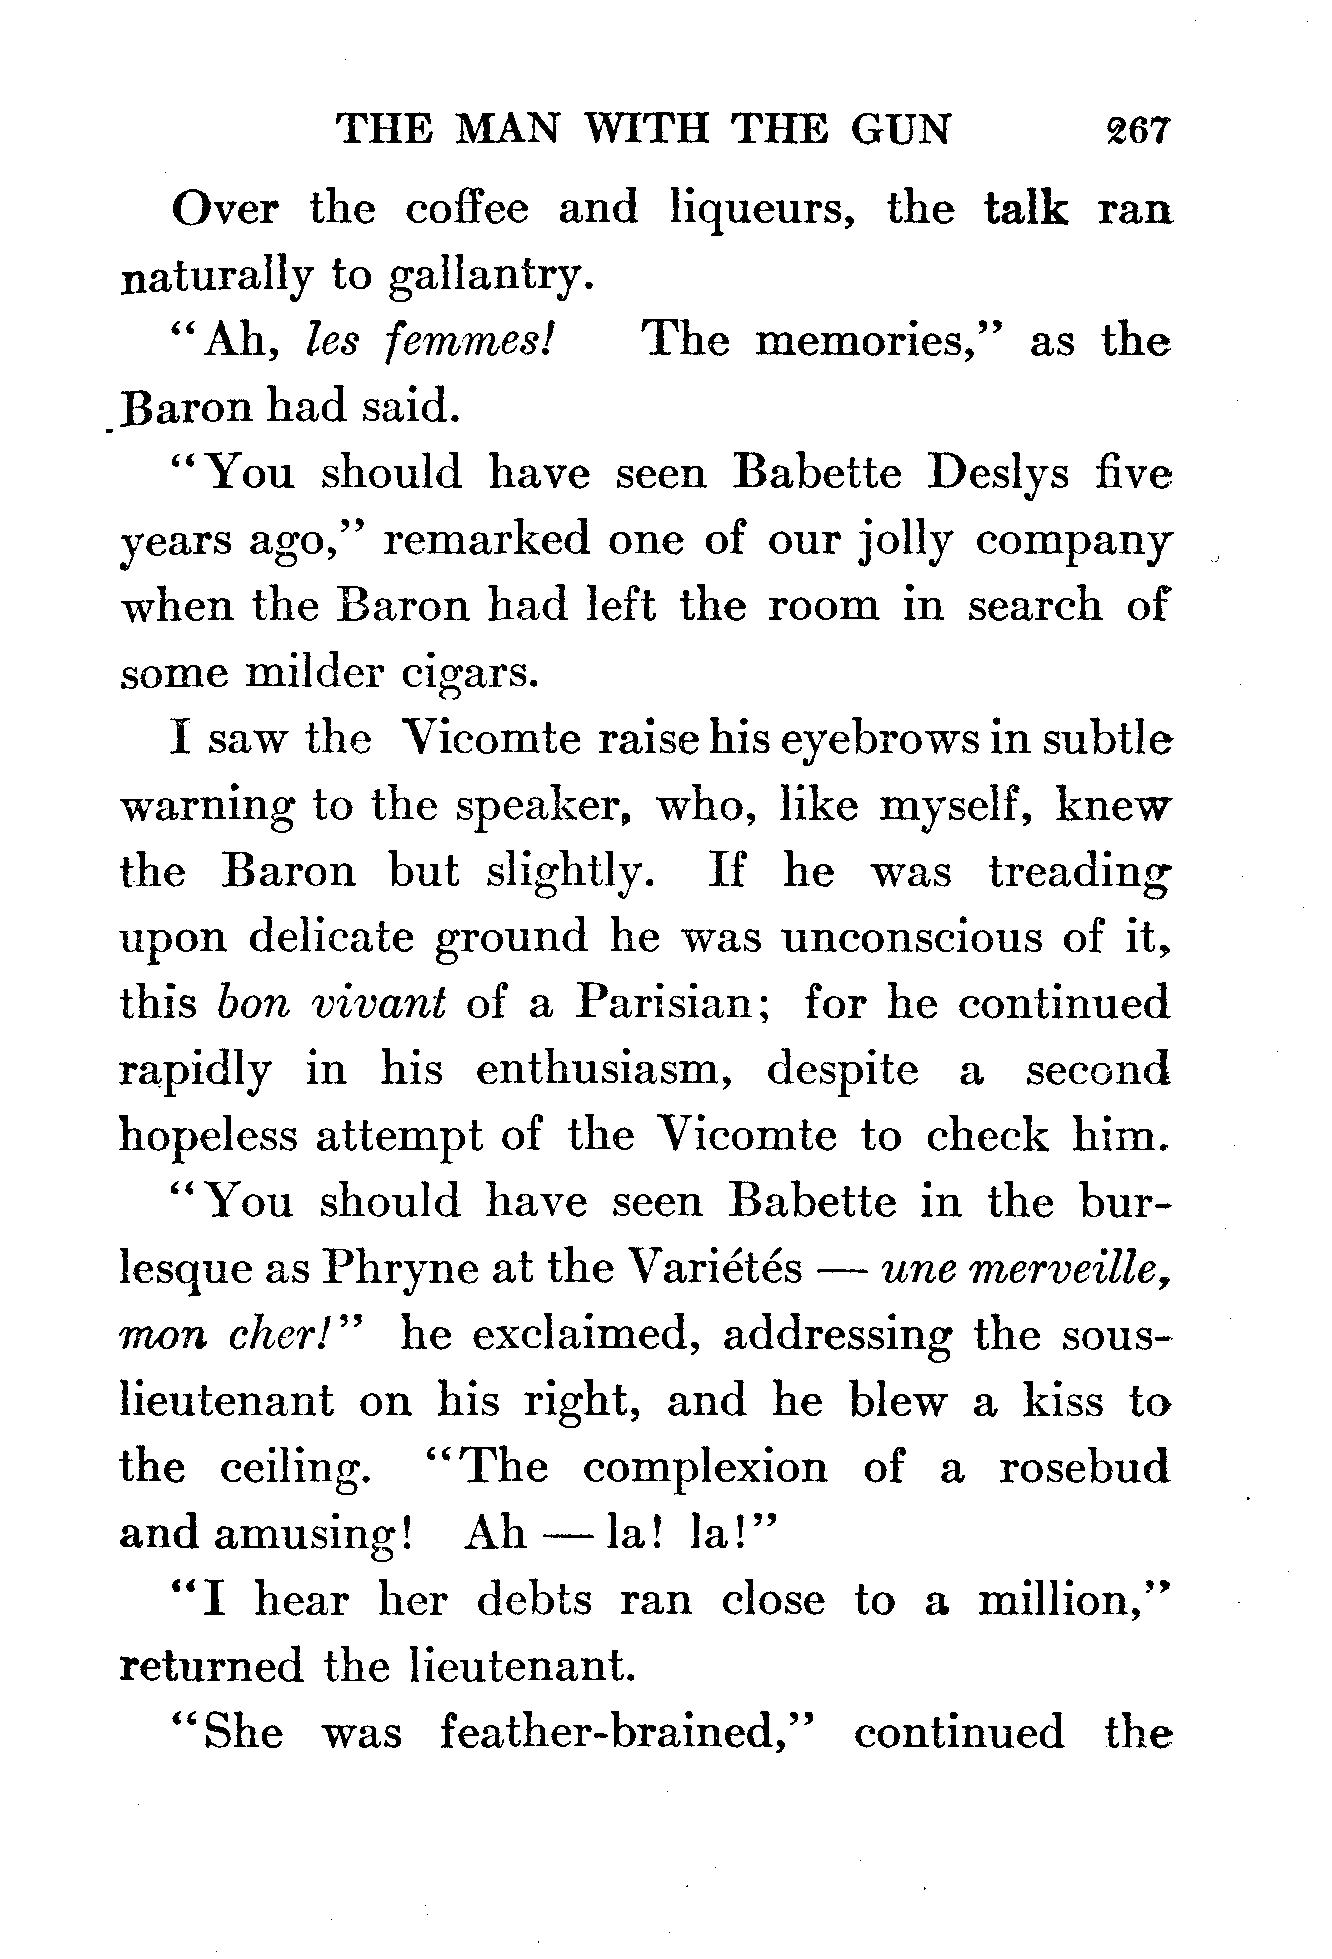 THE MAN WITH THE GUN 267
Over the coffee and liqueurs, the talk ran
naturally to gallantry.
"Ah, les femmes! The memories," as the
Baron had said.
"You should have seen Babette Deslys five
years ago," remarked one of our jolly company
when the Baron had left the room in search of
some milder cigars.
I saw the Vicomte raise his eyebrows in subtle
warning to the speaker, who, like myself, knew
the Baron but slightly. If he was treading
upon delicate ground he was unconscious of it,
this bon vivant of a Parisian; for he continued
rapidly in his enthusiasm, despite a second
hopeless attempt of the Vicomte to check him.
"You should have seen Babette in the bur-
lesque as Phryne at the Variétés — une merveille,
mon cher!" he exclaimed, addressing the sous-
lieutenant on his right, and he blew a kiss to
the ceiling. "The complexion of a rosebud
and amusing! Ah — la! la!"
"I hear her debts ran close to a million,"
returned the lieutenant.
"She was feather-brained," continued the